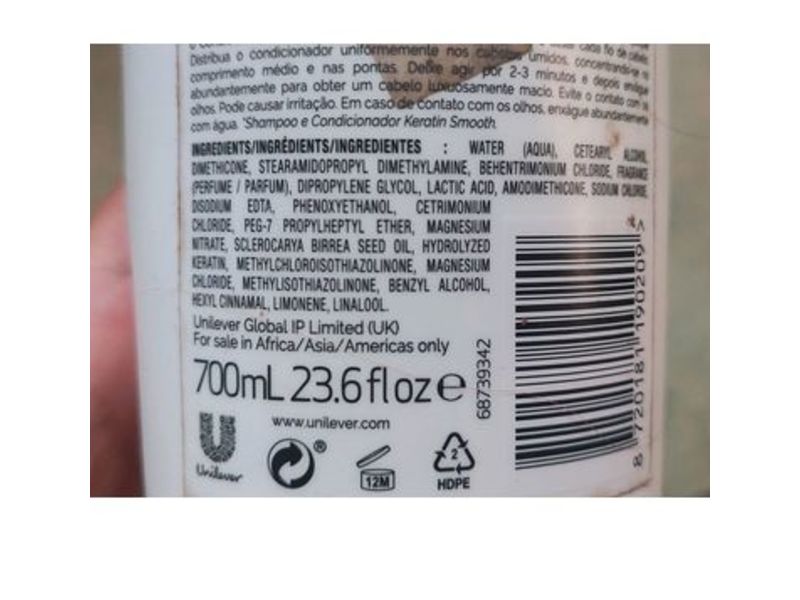 Distribua o condicionador uniformemente nos cabelos úmidos, concentrando-se no
comprimento médio e nas pontas. Deixe agir por 2-3 minutos e depois enxágue
abundantemente para obter um cabelo luxuosamente macio. Evite o contato com os
olhos. Pode causar irritação. Em caso de contato com os olhos, enxágue abundantemente
com água. *Shampoo e Condicionador Keratin Smooth.
INGREDIENTS/INGRÉDIENTS/INGREDIENTES : WATER (AQUA), CETEARYL ALCOHOL,
DIMETHICONE, STEARAMIDOPROPYL DIMETHYLAMINE, BEHENTRIMONIUM CHLORIDE, FRAGRANCE
(PERFUME / PARFUM), DIPROPYLENE GLYCOL, LACTIC ACID, AMODIMETHICONE, SODIUM CHLORIDE,
DISODIUM EDTA, PHENOXYETHANOL, CETRIMONIUM
CHLORIDE, PEG-7 PROPYLHEPTYL ETHER, MAGNESIUM
NITRATE, SCLEROCARYA BIRREA SEED OIL, HYDROLYZED
KERATIN, METHYLCHLOROISOTHIAZOLINONE, MAGNESIUM
CHLORIDE, METHYLISOTHIAZOLINONE, BENZYL ALCOHOL,
HEXYL CINNAMAL, LIMONENE, LINALOOL.
Unilever Global IP Limited (UK)
For sale in Africa/Asia/Americas only
700mL 23.6 fl oz e
68739342
8 720181 190209 >
www.unilever.com
Unilever
®
12M
2
HDPE